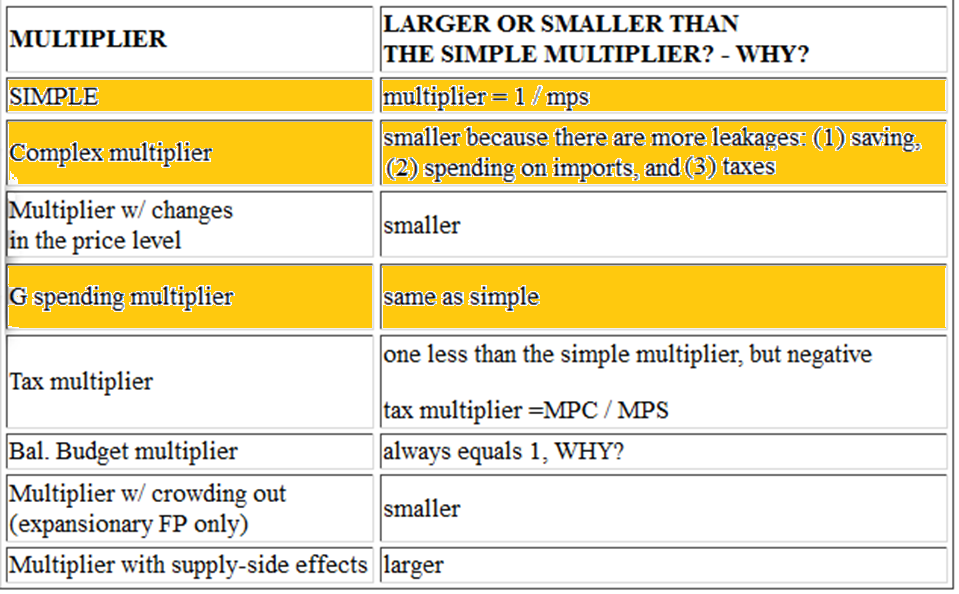 MULTIPLIER
LARGER OR SMALLER THAN
THE SIMPLE MULTIPLIER? - WHY?
SIMPLE
multiplier = 1 / mps
Complex multiplier
smaller because there are more leakages: (1) saving,
(2) spending on imports, and (3) taxes
Multiplier w/ changes
in the price level
smaller
G spending multiplier
same as simple
Tax multiplier
one less than the simple multiplier, but negative
tax multiplier =MPC / MPS
Bal. Budget multiplier
always equals 1, WHY?
Multiplier w/ crowding out
(expansionary FP only)
smaller
Multiplier with supply-side effects
larger